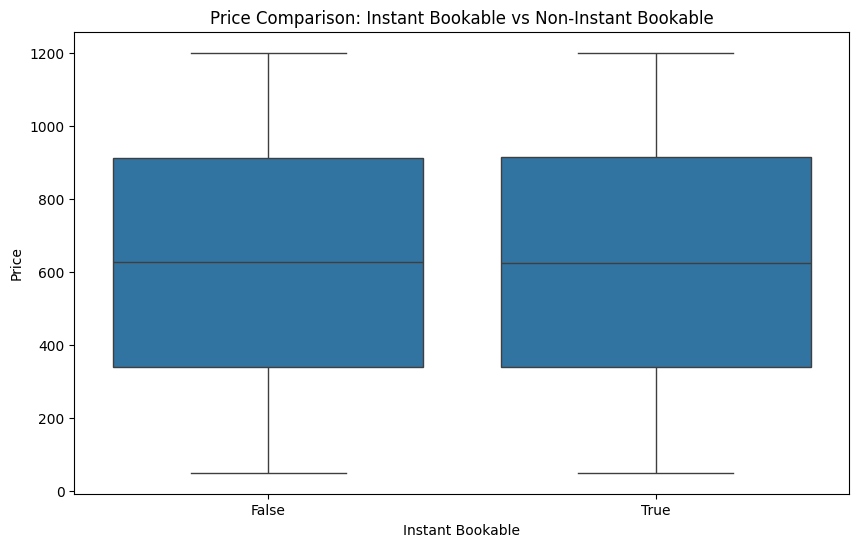 Price Comparison: Instant Bookable vs Non-Instant Bookable
1200
1000
800
600
400
200
0
Price
False
True
Instant Bookable